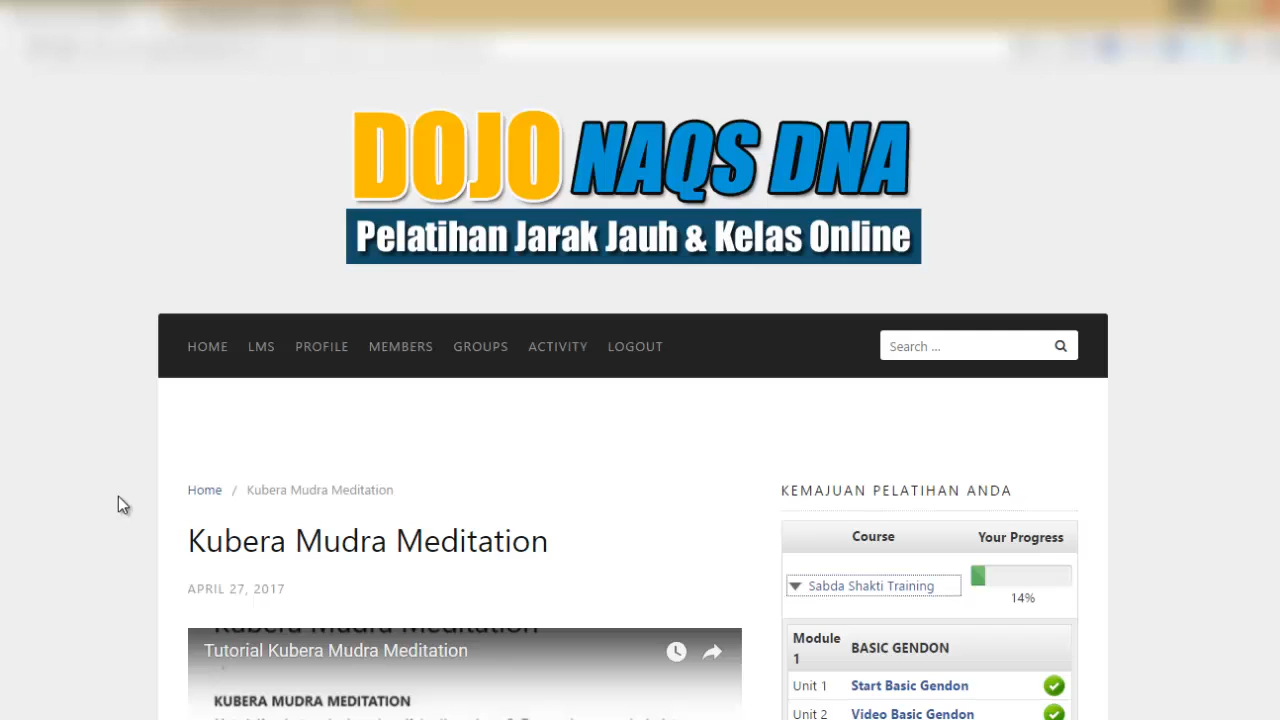 DOJO NAQS DNA
Pelatihan Jarak Jauh & Kelas Online
HOME LMS PROFILE MEMBERS GROUPS ACTIVITY LOGOUT
Search ...
Home / Kubera Mudra Meditation
Kubera Mudra Meditation
APRIL 27, 2017
Kubera Mudra Meditation
Tutorial Kubera Mudra Meditation
KUBERA MUDRA MEDITATION
KEMAJUAN PELATIHAN ANDA
Course Your Progress
Sabda Shakti Training
14%
Module 1 BASIC GENDON
Unit 1 Start Basic Gendon
Unit 2 Video Basic Gendon